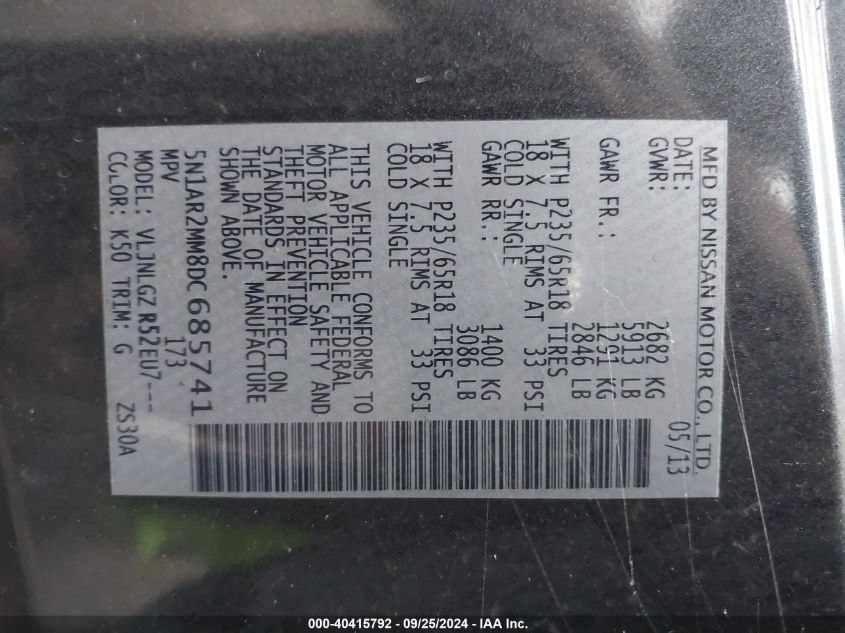 MFD BY NISSAN MOTOR CO., LTD.
DATE: 05/13
GVWR: 2682 KG
5913 LB
GAWR FR.: 1291 KG
2846 LB
WITH P235/65R18 TIRES
18 X 7.5 RIMS AT 33 PSI
COLD SINGLE
GAWR RR.: 1400 KG
3086 LB
WITH P235/65R18 TIRES
18 X 7.5 RIMS AT 33 PSI
COLD SINGLE
THIS VEHICLE CONFORMS TO
ALL APPLICABLE FEDERAL
MOTOR VEHICLE SAFETY AND
THEFT PREVENTION
STANDARDS IN EFFECT ON
THE DATE OF MANUFACTURE
SHOWN ABOVE.
5N1AR2MM8DC685741
MPV 173
MODEL: VLJNLGZ R52EU7---
COLOR: K50 TRIM: G ZS30A
000-40415792 - 09/25/2024 - IAA Inc.